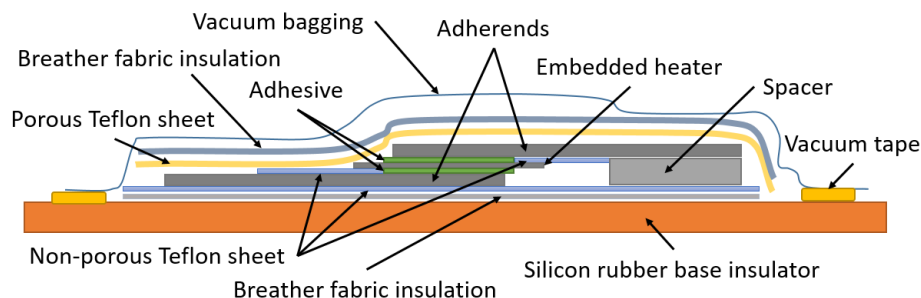 Vacuum bagging
Adherends
Breather fabric insulation
Embedded heater
Adhesive
Spacer
Porous Teflon sheet
Vacuum tape
Non-porous Teflon sheet
Silicon rubber base insulator
Breather fabric insulation